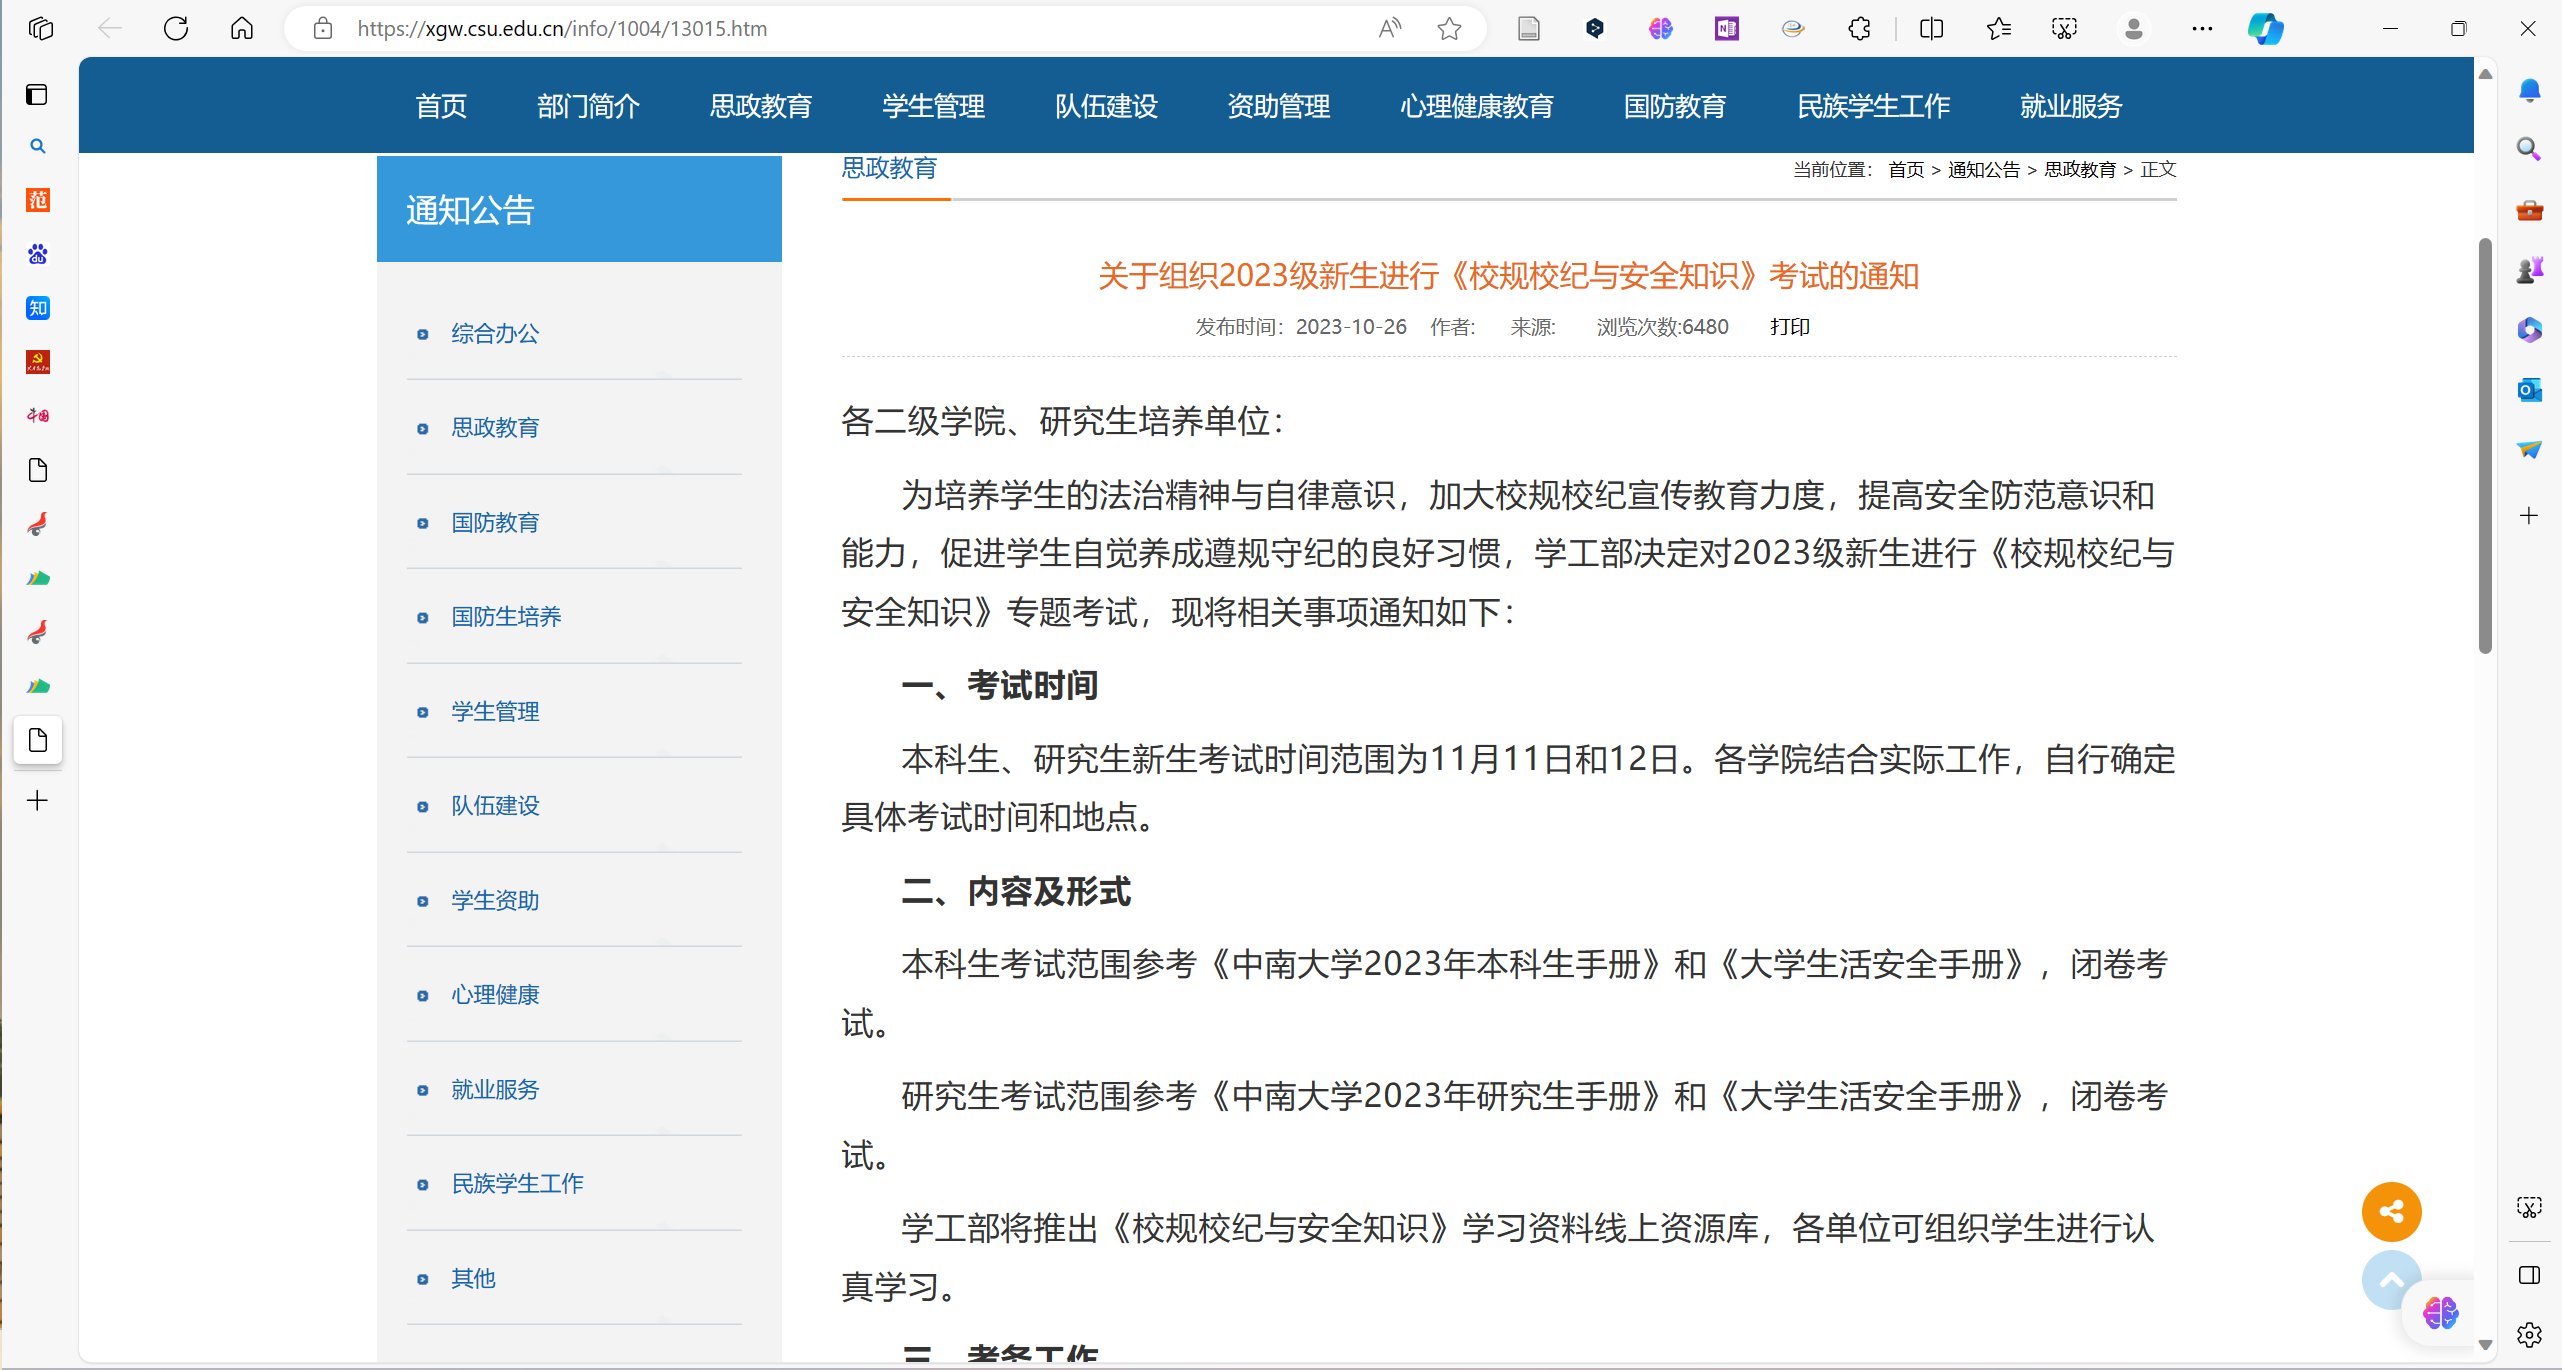 https://xgw.csu.edu.cn/info/1004/13015.htm
首页 部门简介 思政教育 学生管理 队伍建设 资助管理 心理健康教育 国防教育 民族学生工作 就业服务
通知公告
综合办公
思政教育
国防教育
国防生培养
学生管理
队伍建设
学生资助
心理健康
就业服务
民族学生工作
其他
思政教育
当前位置： 首页 > 通知公告 > 思政教育 > 正文
关于组织2023级新生进行《校规校纪与安全知识》考试的通知
发布时间：2023-10-26 作者: 来源: 浏览次数:6480 打印
各二级学院、研究生培养单位：
为培养学生的法治精神与自律意识，加大校规校纪宣传教育力度，提高安全防范意识和
能力，促进学生自觉养成遵规守纪的良好习惯，学工部决定对2023级新生进行《校规校纪与
安全知识》专题考试，现将相关事项通知如下：
一、考试时间
本科生、研究生新生考试时间范围为11月11日和12日。各学院结合实际工作，自行确定
具体考试时间和地点。
二、内容及形式
本科生考试范围参考《中南大学2023年本科生手册》和《大学生活安全手册》，闭卷考
试。
研究生考试范围参考《中南大学2023年研究生手册》和《大学生活安全手册》，闭卷考
试。
学工部将推出《校规校纪与安全知识》学习资料线上资源库，各单位可组织学生进行认
真学习。
三、考务工作
范
du
知